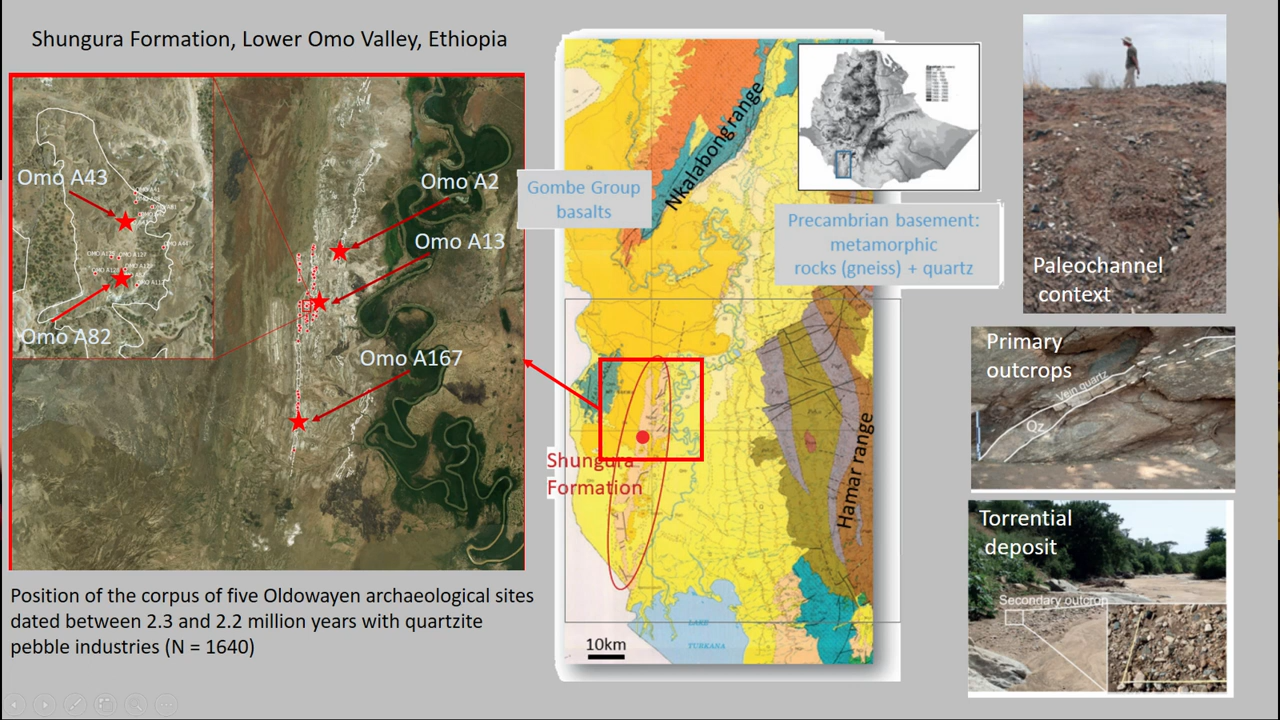 Shungura Formation, Lower Omo Valley, Ethiopia
Omo A43
Omo A82
Omo A2
Omo A13
Omo A167
Position of the corpus of five Oldowayen archaeological sites
dated between 2.3 and 2.2 million years with quartzite
pebble industries (N = 1640)
Gombe Group
basalts
Nkalabong range
Precambrian basement:
metamorphic
rocks (gneiss) + quartz
Shungura
Formation
Hamar range
LAKE
TURKANA
10km
Paleochannel
context
Primary
outcrops
Vein quartz
Qz
Torrential
deposit
Secondary outcrop